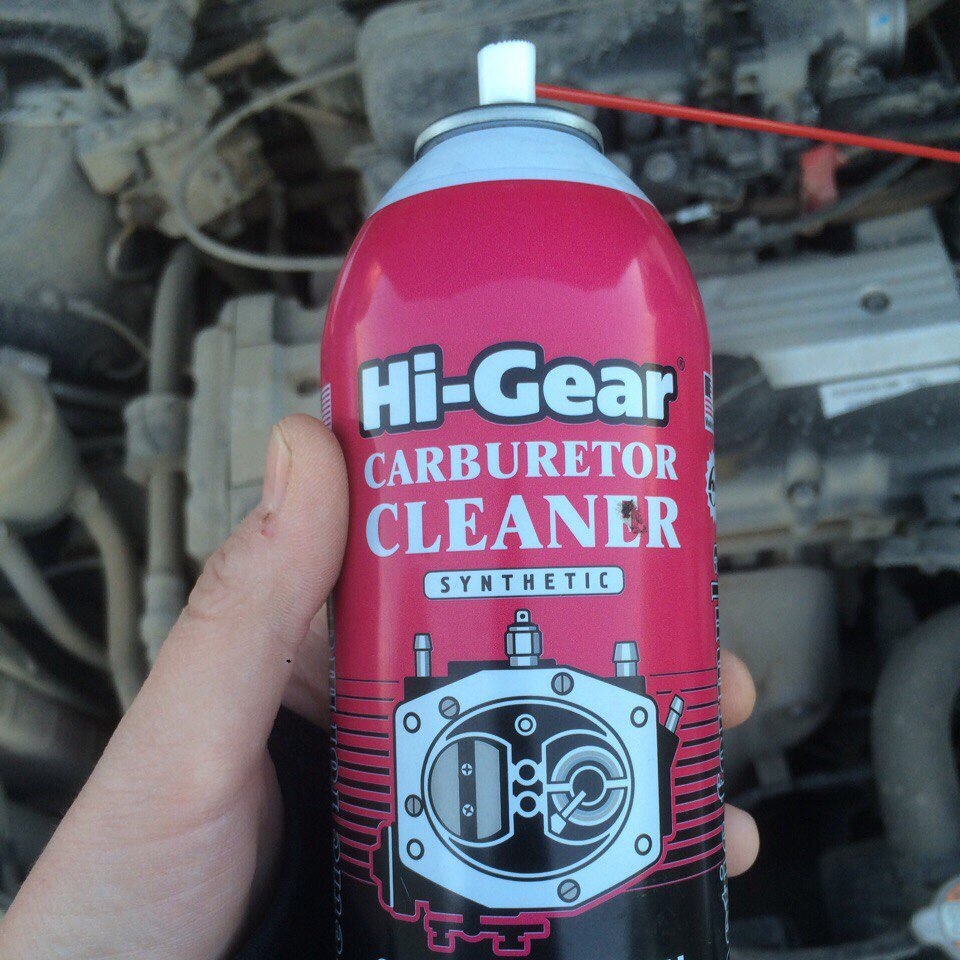 Hi-Gear®
CARBURETOR
CLEANER
SYNTHETIC